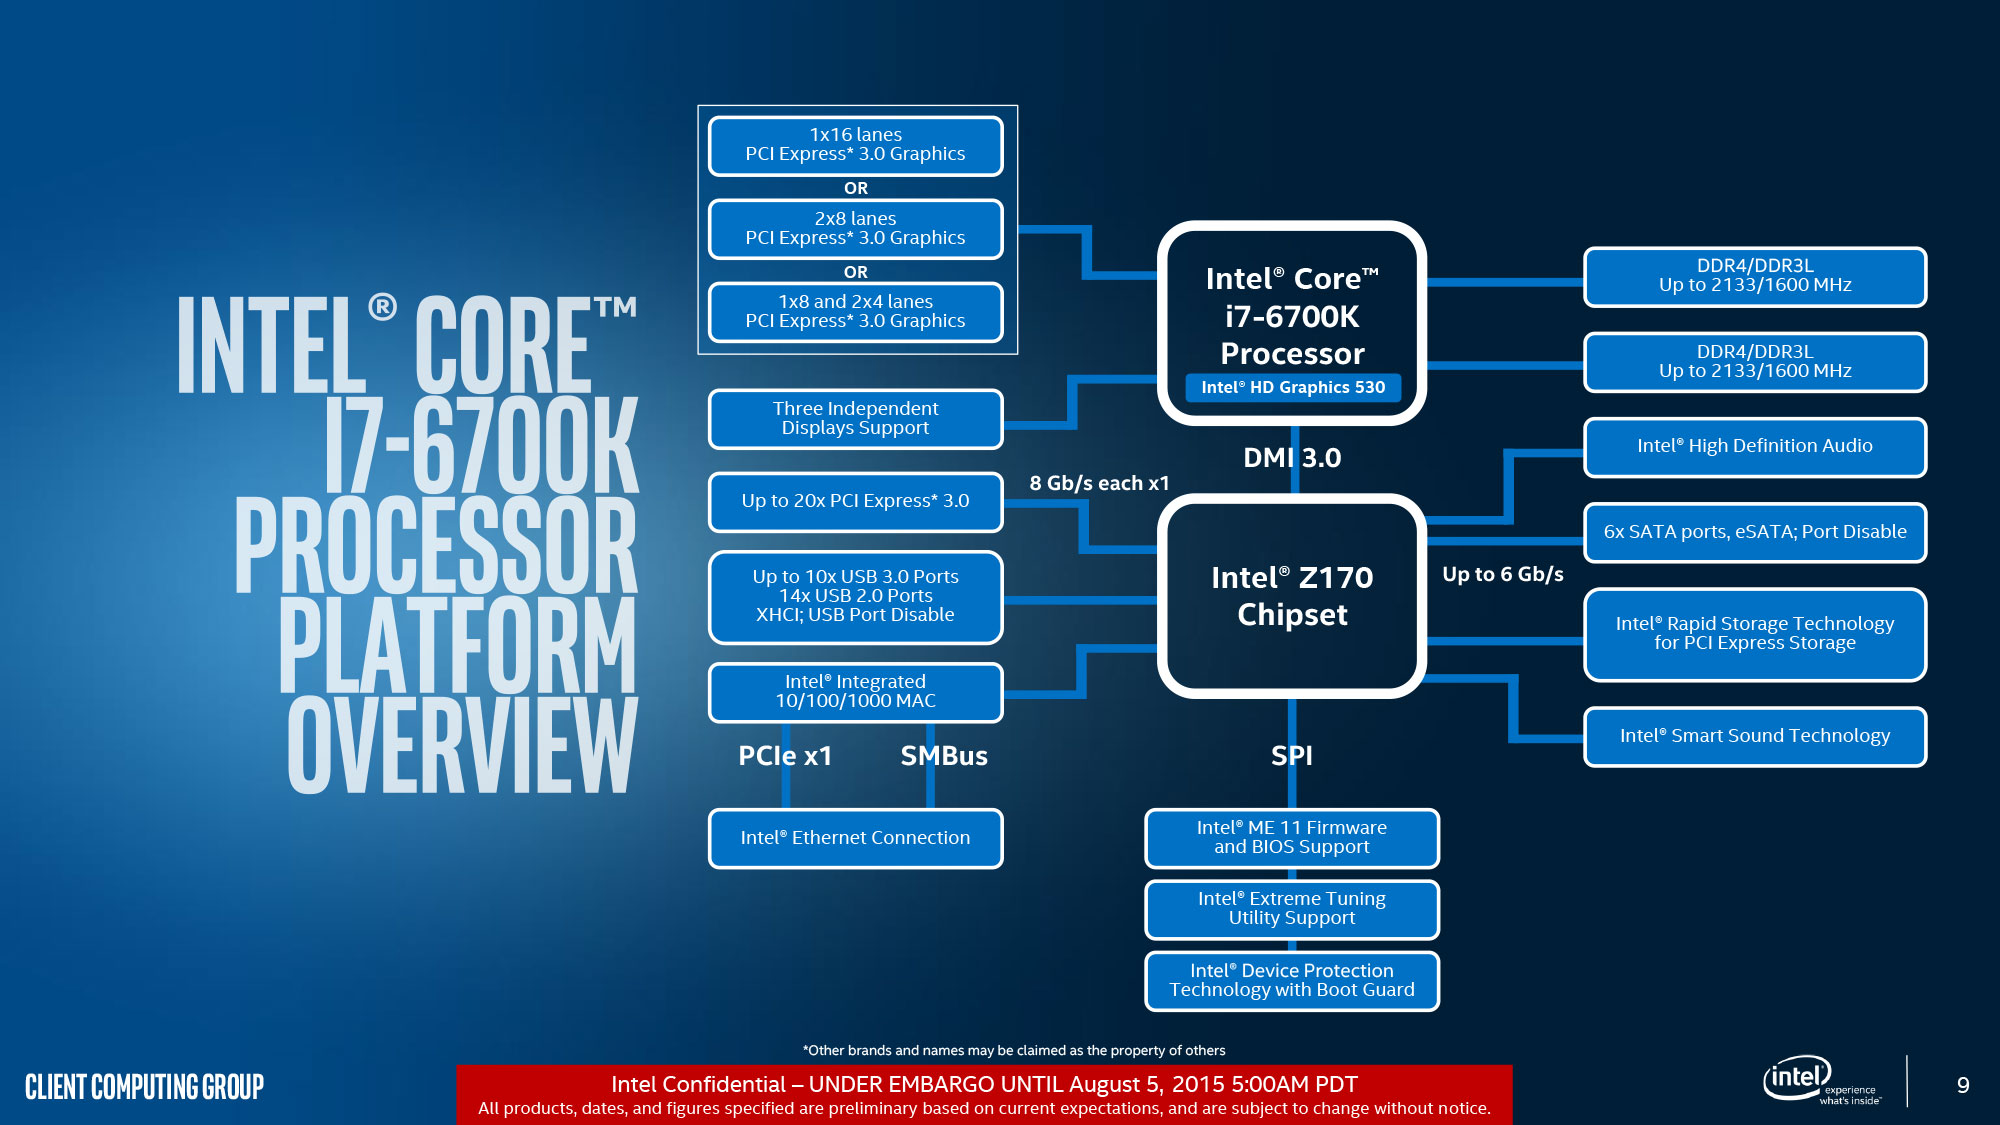 INTEL® CORE™
I7-6700K
PROCESSOR
PLATFORM
OVERVIEW
1x16 lanes
PCI Express* 3.0 Graphics
OR
2x8 lanes
PCI Express* 3.0 Graphics
OR
1x8 and 2x4 lanes
PCI Express* 3.0 Graphics
Three Independent
Displays Support
Up to 20x PCI Express* 3.0
8 Gb/s each x1
Up to 10x USB 3.0 Ports
14x USB 2.0 Ports
XHCI; USB Port Disable
Intel® Integrated
10/100/1000 MAC
PCIe x1
SMBus
Intel® Ethernet Connection
Intel® Core™
i7-6700K
Processor
Intel® HD Graphics 530
DMI 3.0
Intel® Z170
Chipset
SPI
Intel® ME 11 Firmware
and BIOS Support
Intel® Extreme Tuning
Utility Support
Intel® Device Protection
Technology with Boot Guard
DDR4/DDR3L
Up to 2133/1600 MHz
DDR4/DDR3L
Up to 2133/1600 MHz
Intel® High Definition Audio
6x SATA ports, eSATA; Port Disable
Up to 6 Gb/s
Intel® Rapid Storage Technology
for PCI Express Storage
Intel® Smart Sound Technology
*Other brands and names may be claimed as the property of others
CLIENT COMPUTING GROUP
Intel Confidential – UNDER EMBARGO UNTIL August 5, 2015 5:00AM PDT
All products, dates, and figures specified are preliminary based on current expectations, and are subject to change without notice.
intel®
experience
what's inside™
9